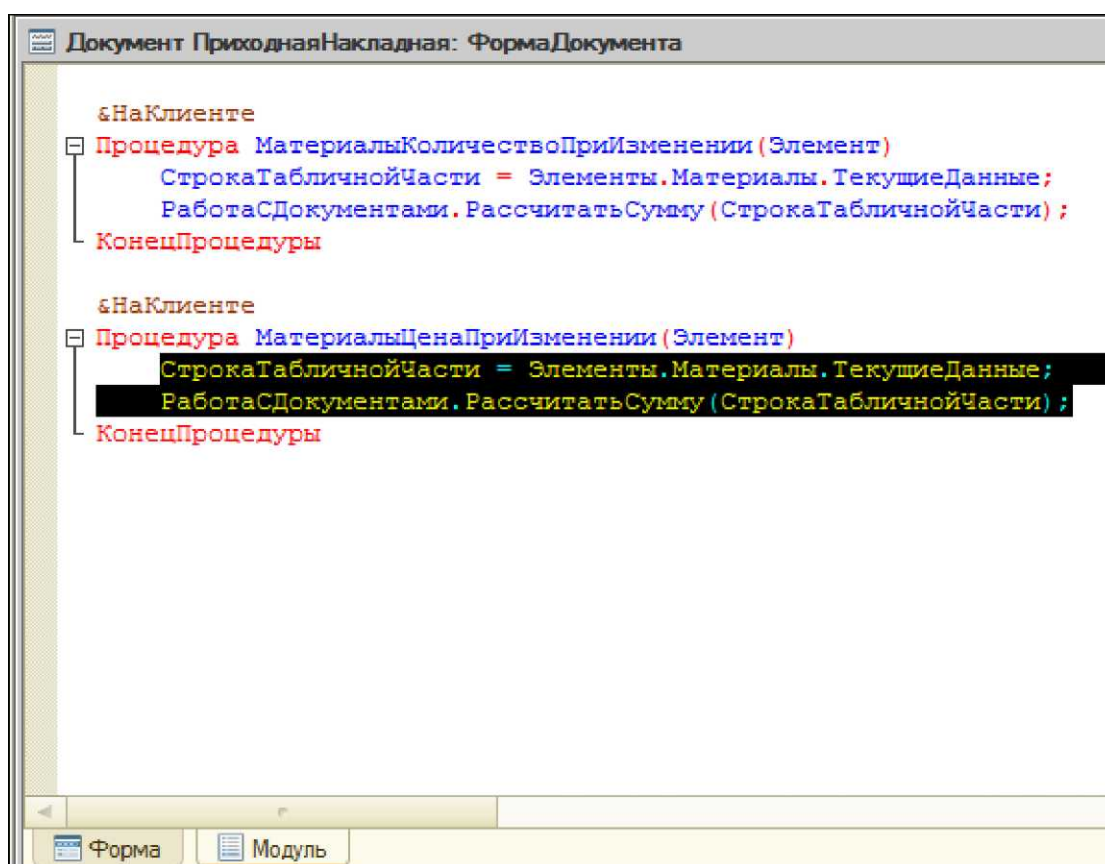 Документ ПриходнаяНакладная: ФормаДокумента
&НаКлиенте
Процедура МатериалыКоличествоПриИзменении(Элемент)
СтрокаТабличнойЧасти = Элементы.Материалы.ТекущиеДанные;
РаботаСДокументами.РассчитатьСумму(СтрокаТабличнойЧасти);
КонецПроцедуры
&НаКлиенте
Процедура МатериалыЦенаПриИзменении(Элемент)
СтрокаТабличнойЧасти = Элементы.Материалы.ТекущиеДанные;
РаботаСДокументами.РассчитатьСумму(СтрокаТабличнойЧасти);
КонецПроцедуры
Форма Модуль